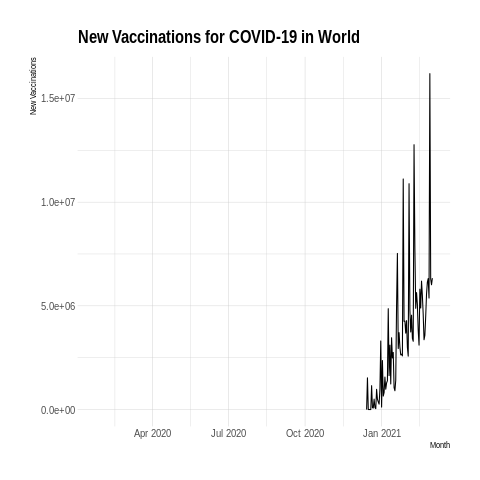 New Vaccinations for COVID-19 in World
New Vaccinations
1.5e+07
1.0e+07
5.0e+06
0.0e+00
Apr 2020 Jul 2020 Oct 2020 Jan 2021
Month